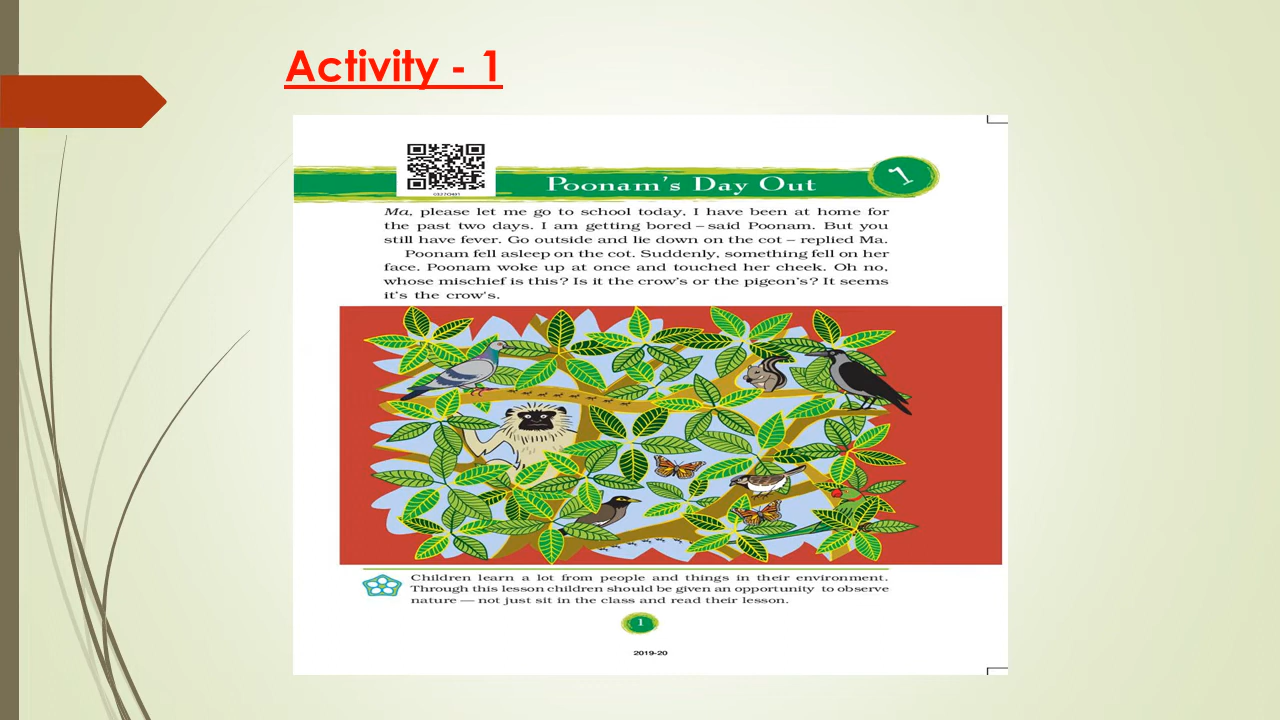 Activity - 1
Poonam's Day Out
1
Ma, please let me go to school today, I have been at home for
the past two days. I am getting bored – said Poonam. But you
still have fever. Go outside and lie down on the cot – replied Ma.
Poonam fell asleep on the cot. Suddenly, something fell on her
face. Poonam woke up at once and touched her cheek. Oh no,
whose mischief is this? Is it the crow's or the pigeon's? It seems
it's the crow's.
Children learn a lot from people and things in their environment.
Through this lesson children should be given an opportunity to observe
nature — not just sit in the class and read their lesson.
1
2019-20